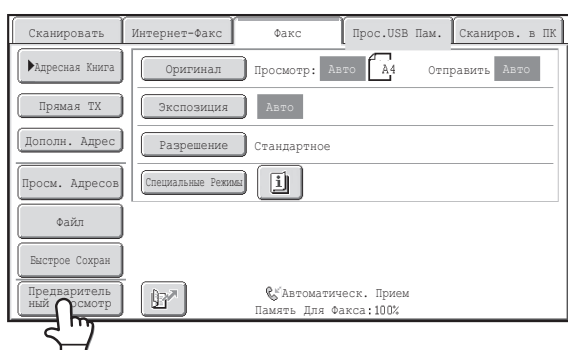 Сканировать
Интернет-Факс
Факс
Прос.USB Пам.
Сканиров. в ПК
Адресная Книга
Оригинал
Просмотр: Авто A4 Отправить Авто
Прямая TX
Экспозиция
Авто
Дополн. Адрес
Разрешение
Стандартное
Просм. Адресов
Специальные Режимы
Файл
Быстрое Сохран
Предваритель
ный
Автоматическ. Прием
Память Для Факса:100%